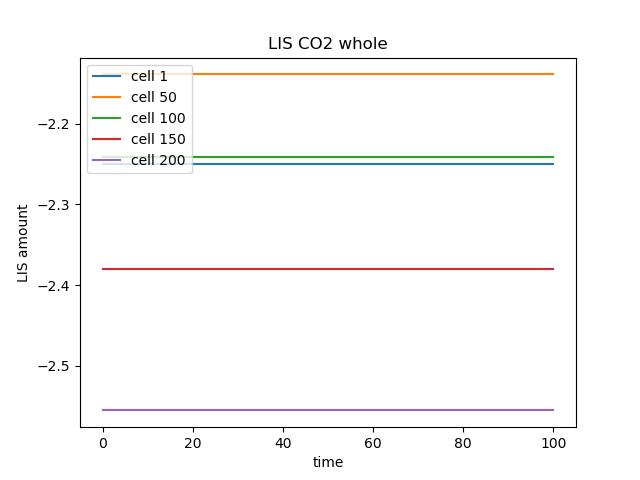 LIS CO2 whole
cell 1
cell 50
cell 100
cell 150
cell 200
−2.2
−2.3
−2.4
−2.5
LIS amount
0 20 40 60 80 100
time